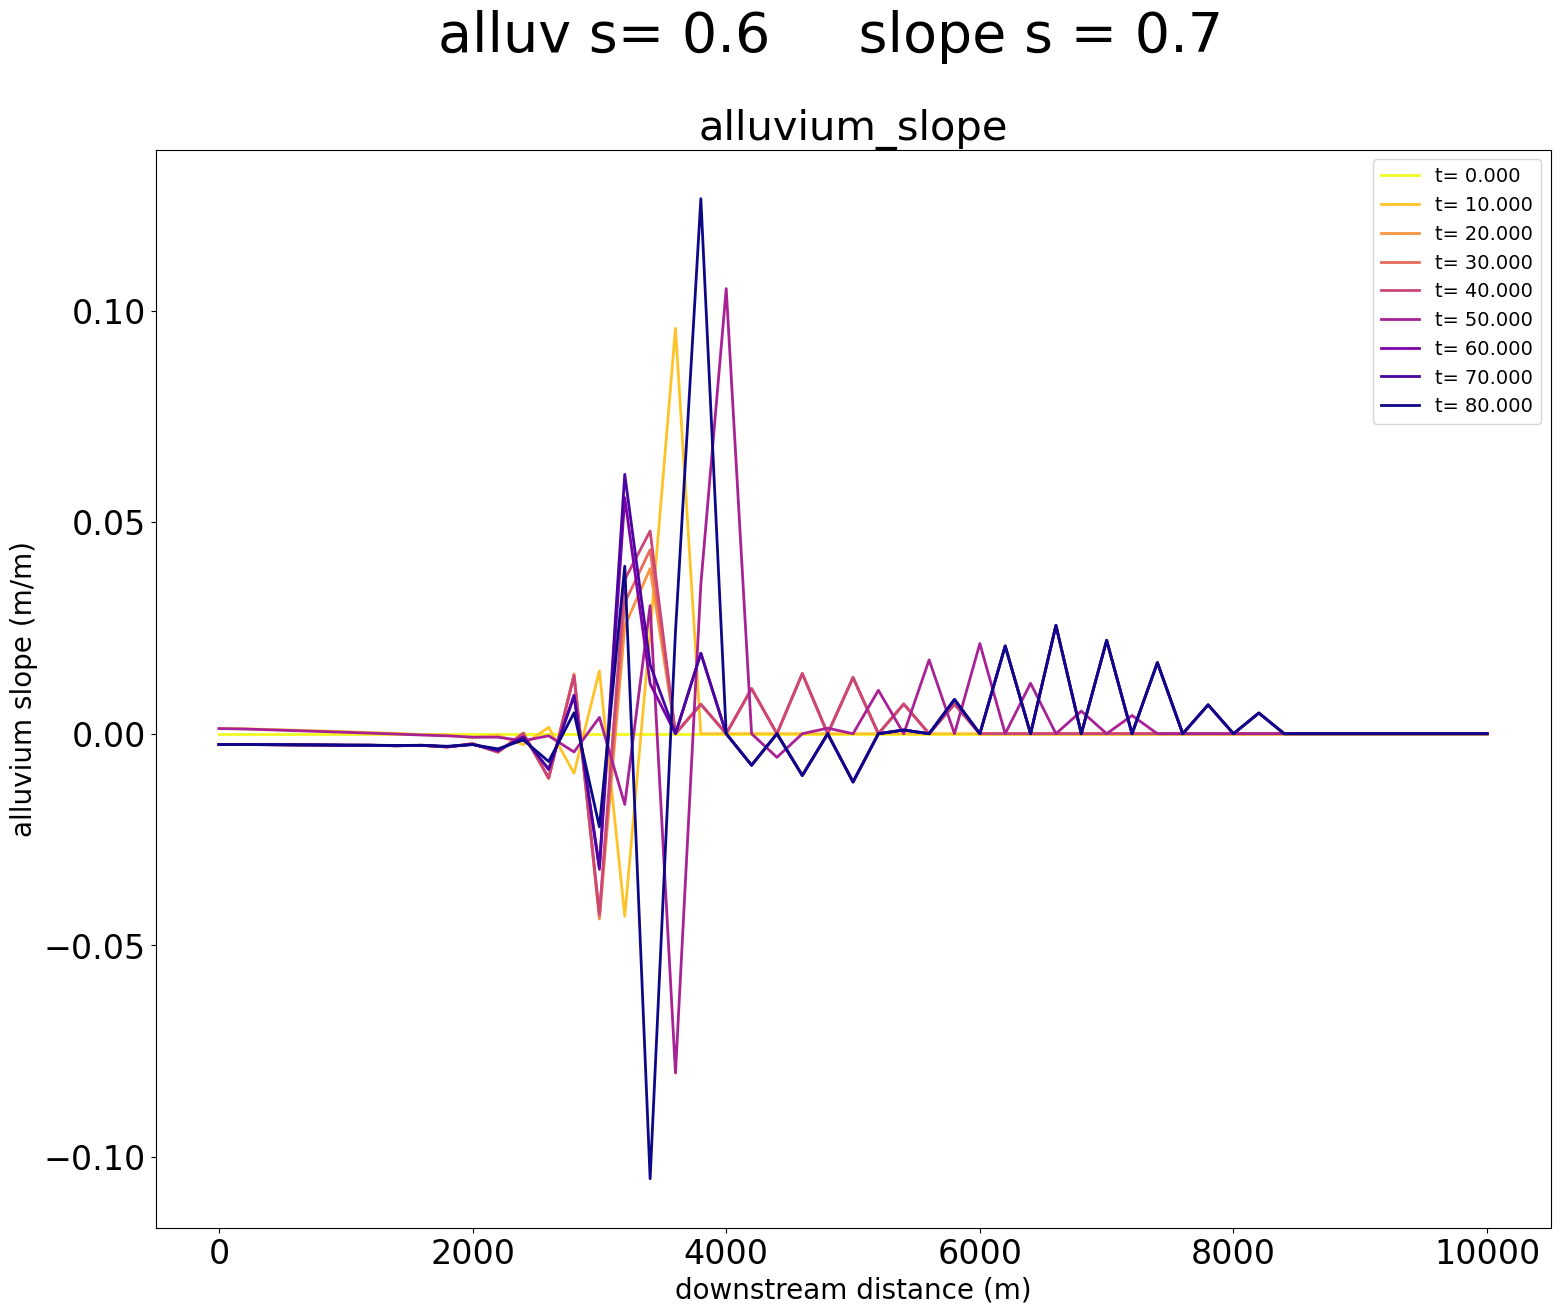 alluv s= 0.6 slope s = 0.7
alluvium_slope
t= 0.000
t= 10.000
t= 20.000
t= 30.000
t= 40.000
t= 50.000
t= 60.000
t= 70.000
t= 80.000
0.10
0.05
0.00
−0.05
−0.10
alluvium slope (m/m)
0 2000 4000 6000 8000 10000
downstream distance (m)